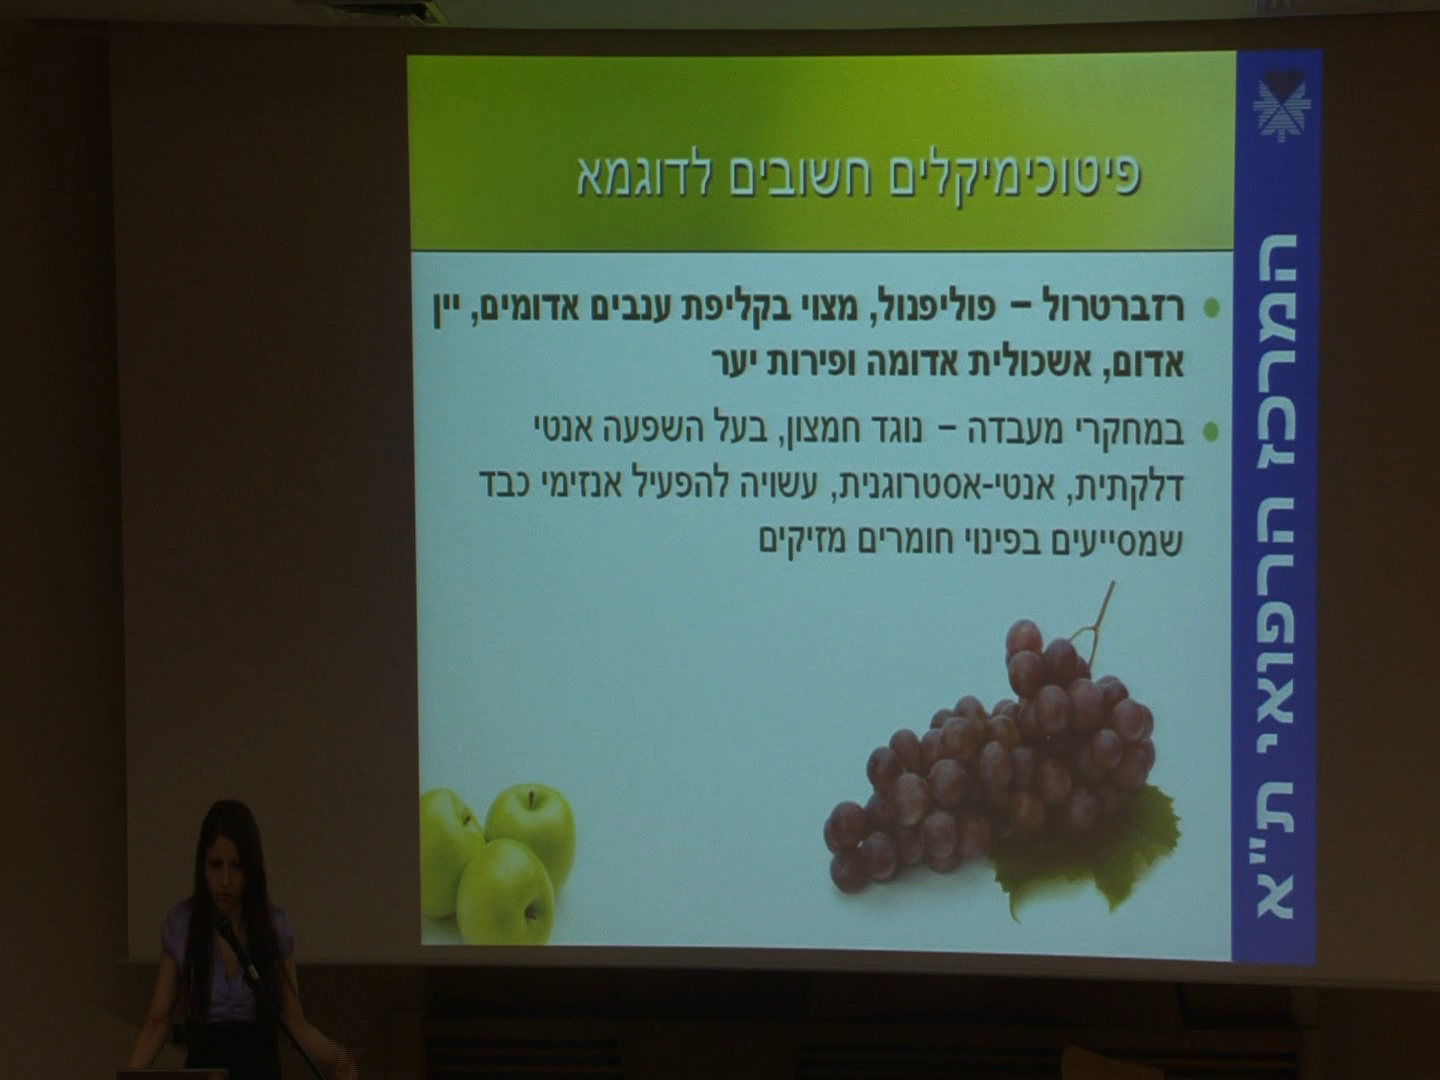 פיטוכימיקלים חשובים לדוגמא
• רזברטרול – פוליפנול, מצוי בקליפת ענבים אדומים, יין
אדום, אשכולית אדומה ופירות יער
• במחקרי מעבדה – נוגד חמצון, בעל השפעה אנטי
דלקתית, אנטי-אסטרוגנית, עשויה להפעיל אנזימי כבד
שמסייעים בפינוי חומרים מזיקים
המרכז הרפואי ת"א